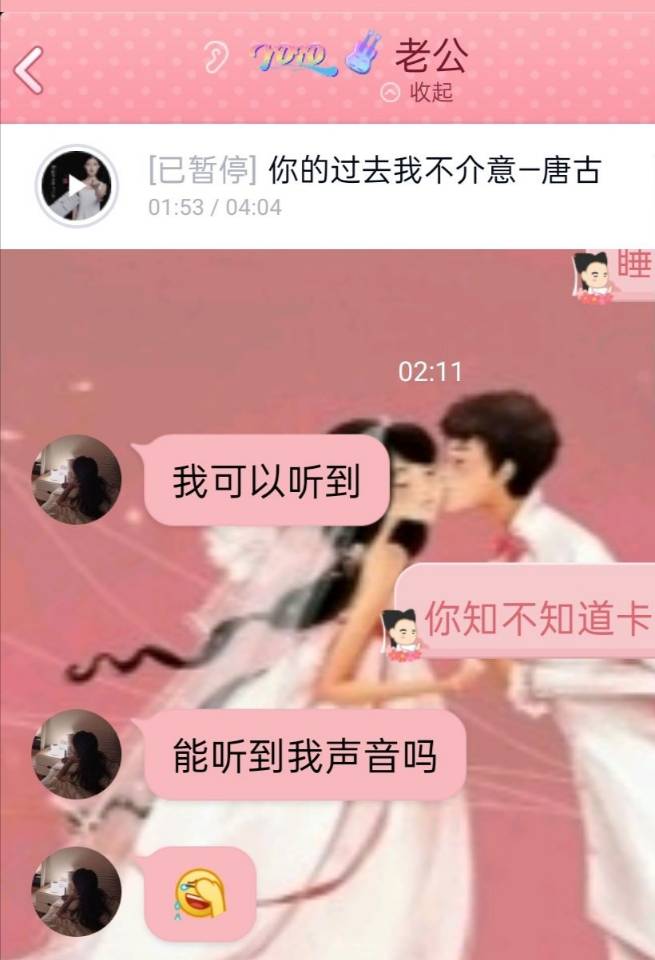 老公
收起
[已暂停] 你的过去我不介意—唐古
01:53 / 04:04
睡
02:11
我可以听到
你知不知道卡
能听到我声音吗